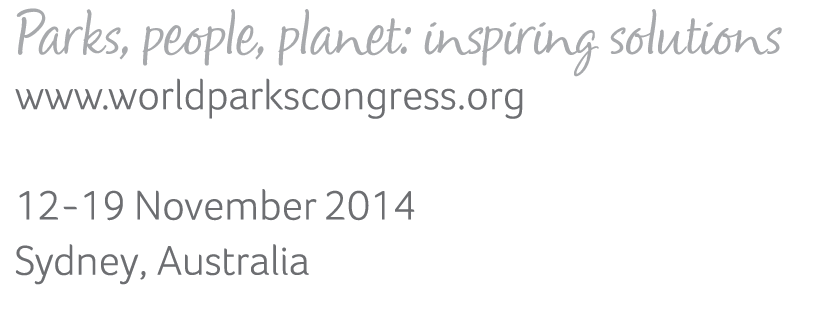 Parks, people, planet: inspiring solutions
www.worldparkscongress.org
12-19 November 2014
Sydney, Australia